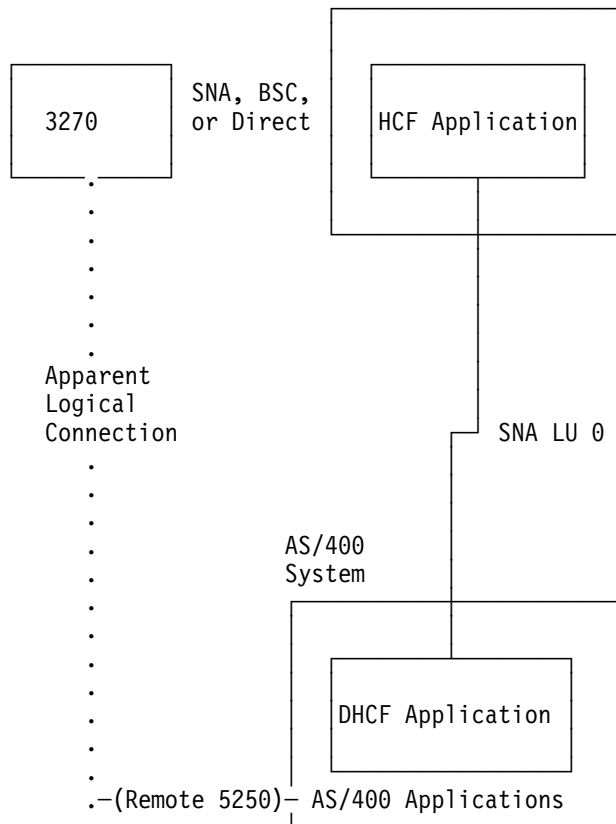 SNA, BSC,
or Direct
3270
HCF Application
Apparent
Logical
Connection
SNA LU 0
AS/400
System
DHCF Application
(Remote 5250)
AS/400 Applications